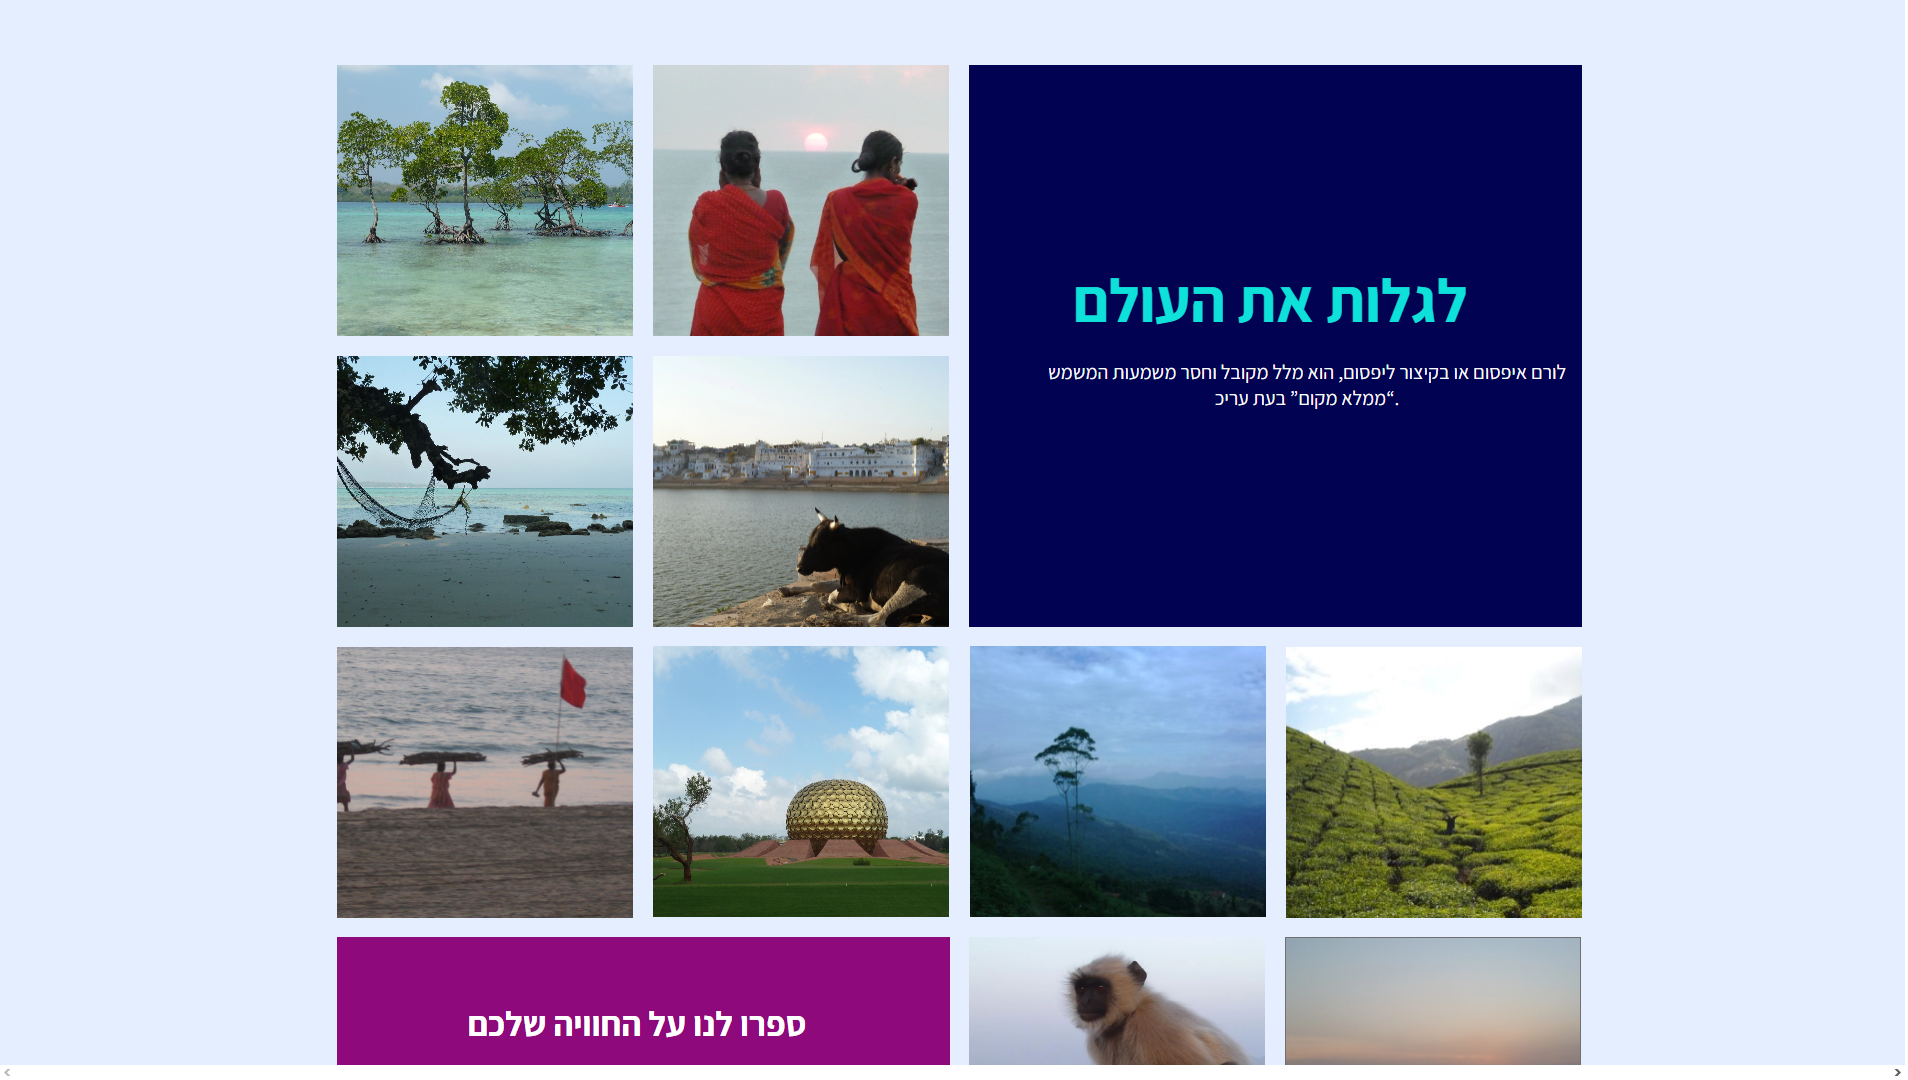 לגלות את העולם
לורם איפסום או בקיצור ליפסום, הוא מלל מקובל וחסר משמעות המשמש
“ממלא מקום” בעת עריכ.
ספרו לנו על החוויה שלכם